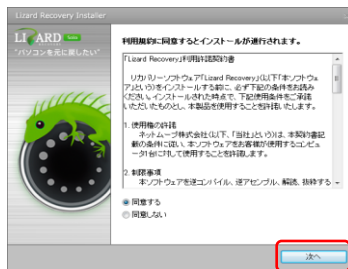 Lizard Recovery Installer
LIZARD
"パソコンを元に戻したい"
利用規約に同意するとインストールが進行されます。
「Lizard Recovery」利用許諾契約書
リカバリーソフトウェア「Lizard Recovery」(以下「本ソフトウェ
ア」という)をインストールする前に、必ず下記の条件をお読み
ください。インストールされた時点で、下記使用条件をご承諾
いただいたものとし、本製品を使用することを許諾いたします。
1. 使用権の許諾
ネットムーブ株式会社(以下、「当社」という)は、本契約書記
載の条件に従い、本ソフトウェアをお客様が使用するコンピュ
ータ1台に対して使用することを許諾します。
2. 制限事項
本ソフトウェアを逆コンパイル、逆アセンブル、解読、抜粋する
同意する
同意しない
次へ